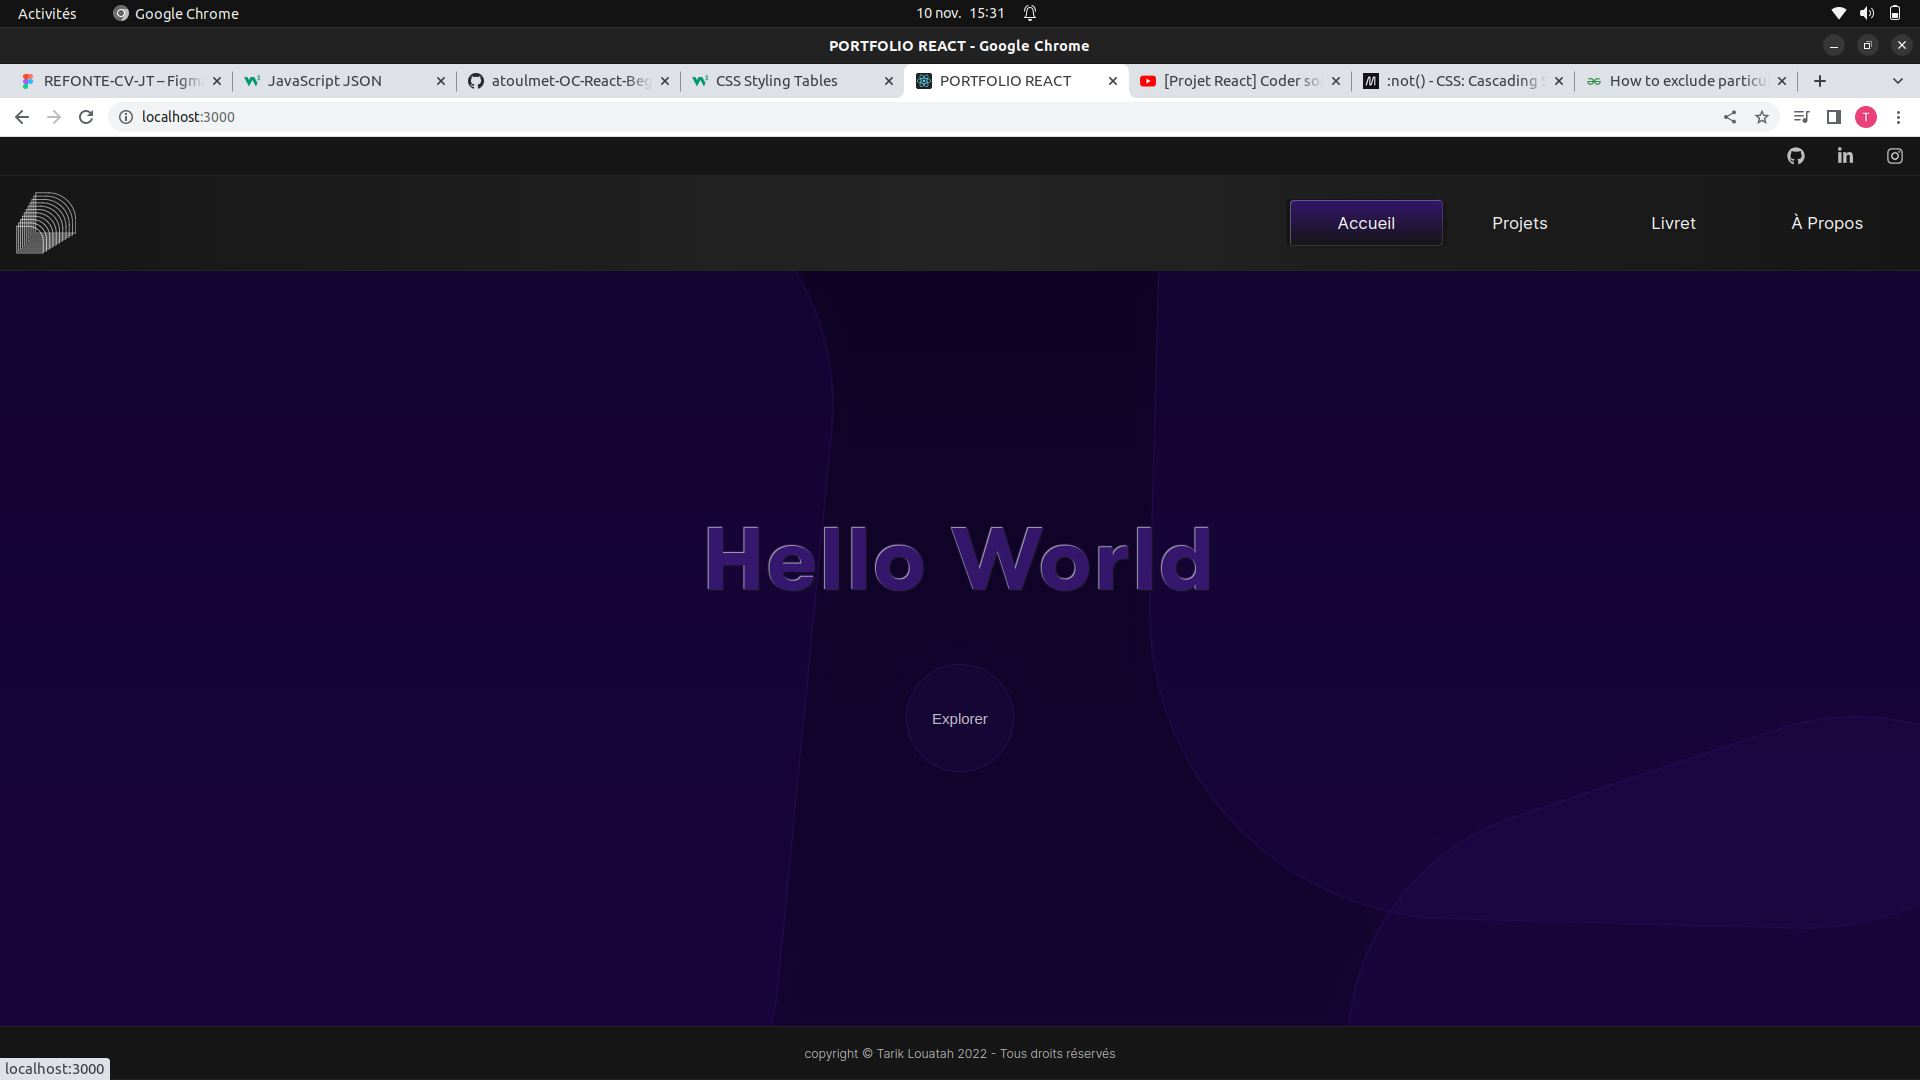 Activités Google Chrome 10 nov. 15:31
PORTFOLIO REACT - Google Chrome
REFONTE-CV-JT – Figm JavaScript JSON atoulmet-OC-React-Beg CSS Styling Tables PORTFOLIO REACT [Projet React] Coder so :not() - CSS: Cascading S How to exclude particul
localhost:3000 T
Accueil Projets Livret À Propos
Hello World
Explorer
copyright © Tarik Louatah 2022 - Tous droits réservés
localhost:3000